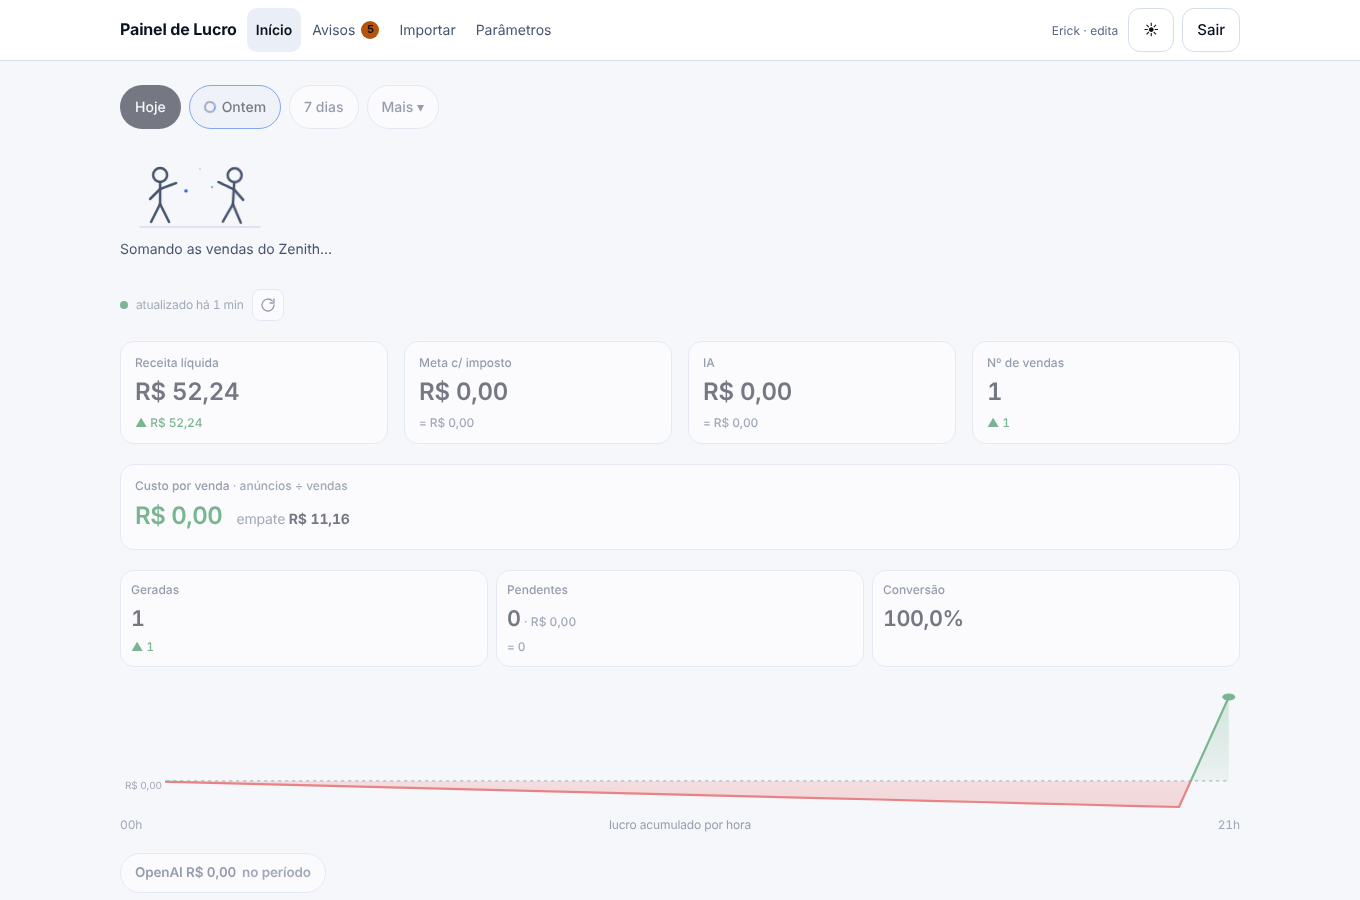 Painel de Lucro Início Avisos 5 Importar Parâmetros Erick · edita Sair
Hoje Ontem 7 dias Mais ▾
Somando as vendas do Zenith...
atualizado há 1 min
Receita líquida Meta c/ imposto IA Nº de vendas
R$ 52,24 R$ 0,00 R$ 0,00 1
▲ R$ 52,24 = R$ 0,00 = R$ 0,00 ▲ 1
Custo por venda · anúncios ÷ vendas
R$ 0,00 empate R$ 11,16
Geradas Pendentes Conversão
1 0 · R$ 0,00 100,0%
▲ 1 = 0
R$ 0,00
00h lucro acumulado por hora 21h
OpenAI R$ 0,00 no período